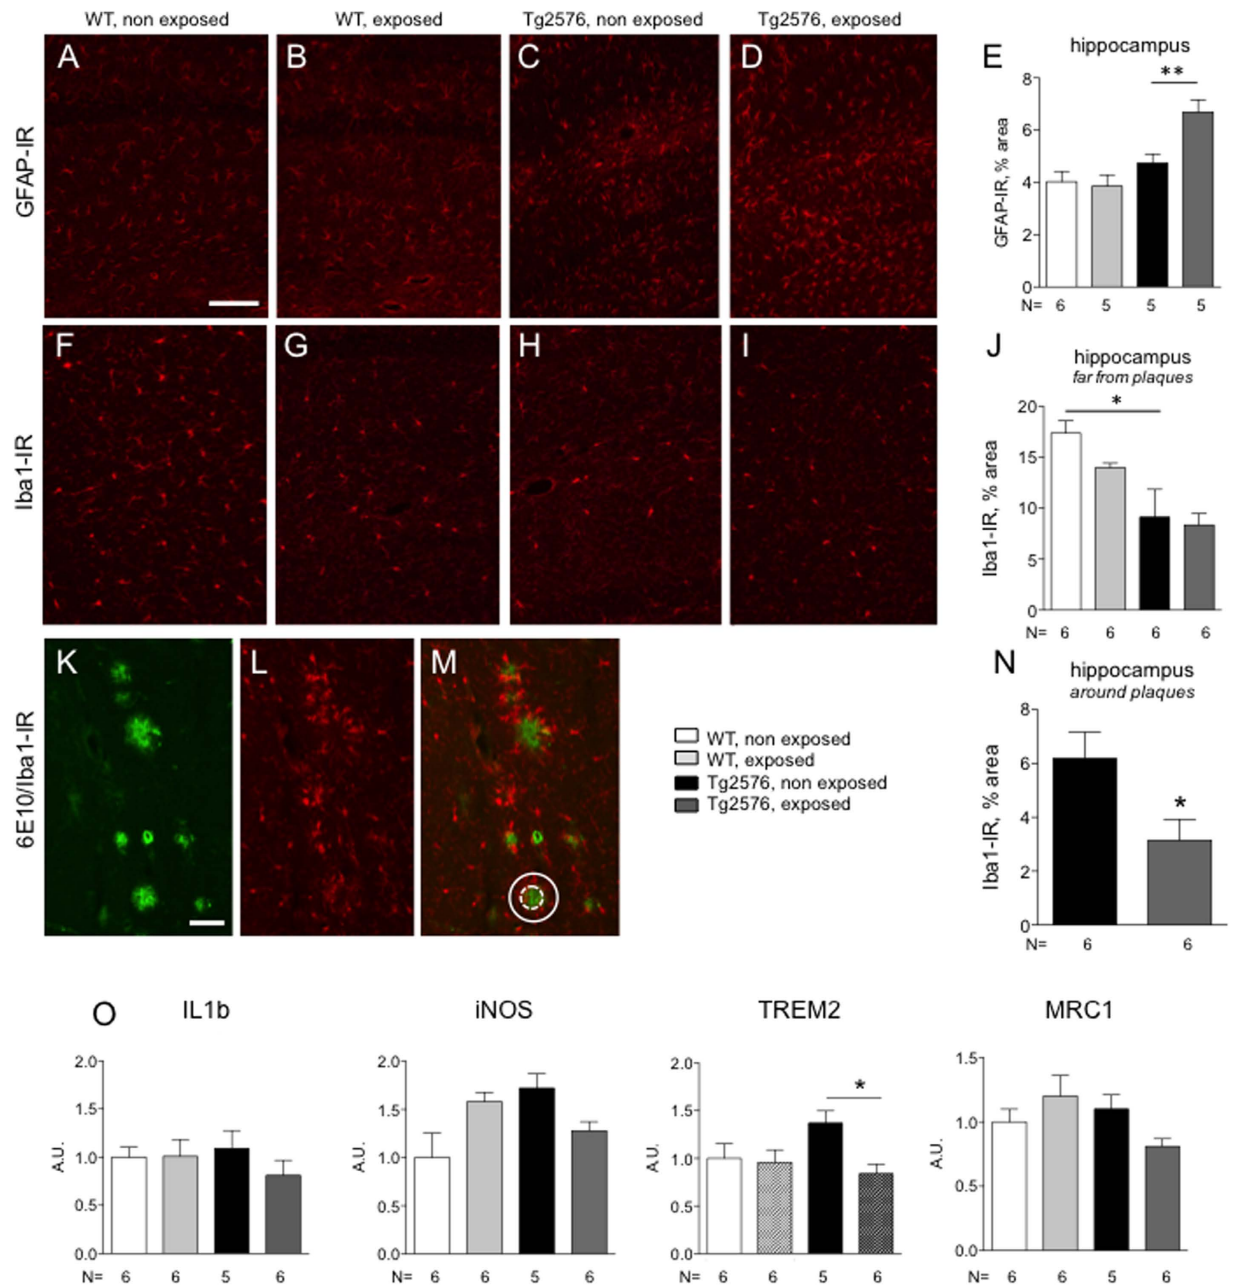 WT, non exposed WT, exposed Tg2576, non exposed Tg2576, exposed
A B C D
GFAP-IR
E
hippocampus
**
8
6
4
2
0
GFAP-IR, % area
N= 6 5 5 5
F G H I
Iba1-IR
J
hippocampus
far from plaques
*
20
15
10
5
0
Iba1-IR, % area
N= 6 6 6 6
K L M
6E10/Iba1-IR
WT, non exposed
WT, exposed
Tg2576, non exposed
Tg2576, exposed
N
hippocampus
around plaques
*
8
6
4
2
0
Iba1-IR, % area
N= 6 6
O
IL1b
2.0
1.5
1.0
0.5
0.0
A.U.
N= 6 6 5 6
iNOS
2.0
1.5
1.0
0.5
0.0
A.U.
N= 6 6 5 6
TREM2
*
2.0
1.5
1.0
0.5
0.0
A.U.
N= 6 6 5 6
MRC1
1.5
1.0
0.5
0.0
A.U.
N= 6 6 5 6